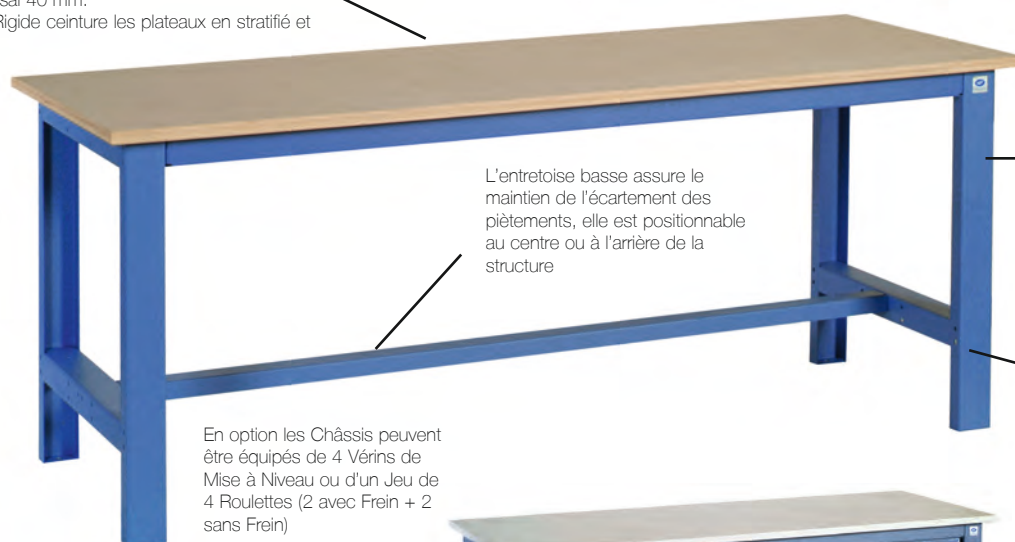 40 mm.
Rigide ceinture les plateaux en stratifié et
L'entretoise basse assure le
maintien de l'écartement des
piètements, elle est positionnable
au centre ou à l'arrière de la
structure
En option les Châssis peuvent
être équipés de 4 Vérins de
Mise à Niveau ou d'un Jeu de
4 Roulettes (2 avec Frein + 2
sans Frein)